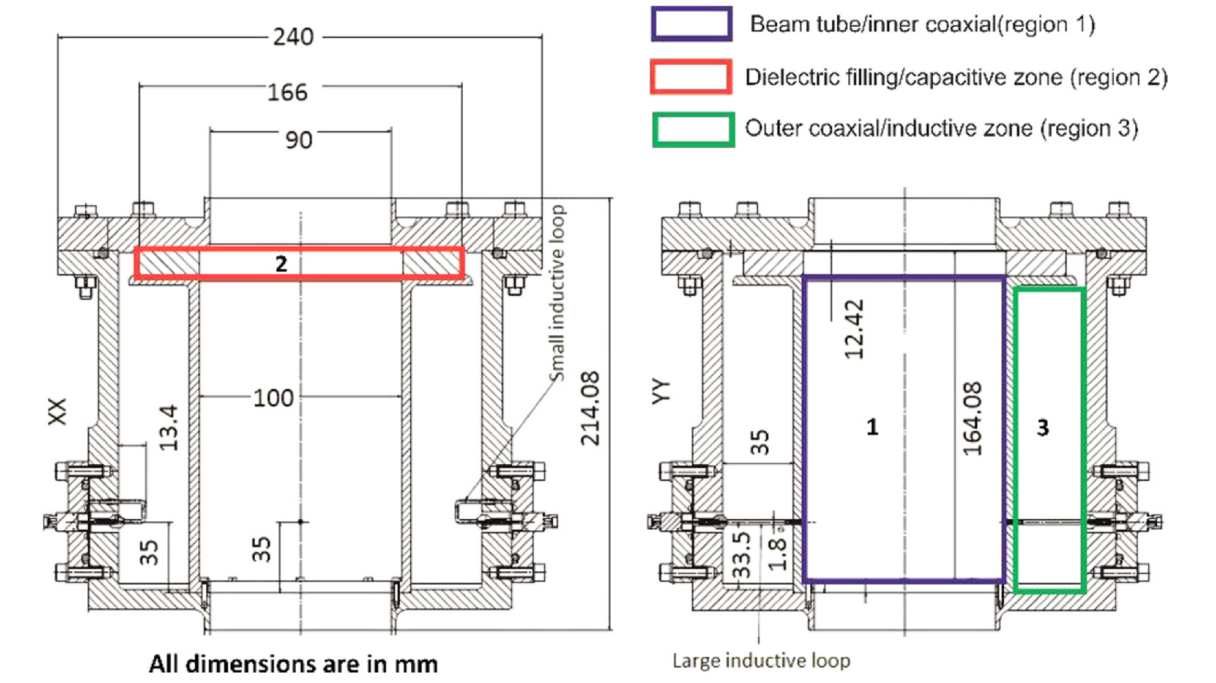 Beam tube/inner coaxial(region 1)
Dielectric filling/capacitive zone (region 2)
Outer coaxial/inductive zone (region 3)
240
166
90
2
Small inductive loop
100
13.4
XX
35
35
214.08
12.42
YY
35
1
164.08
3
33.5
1.8
Large inductive loop
All dimensions are in mm